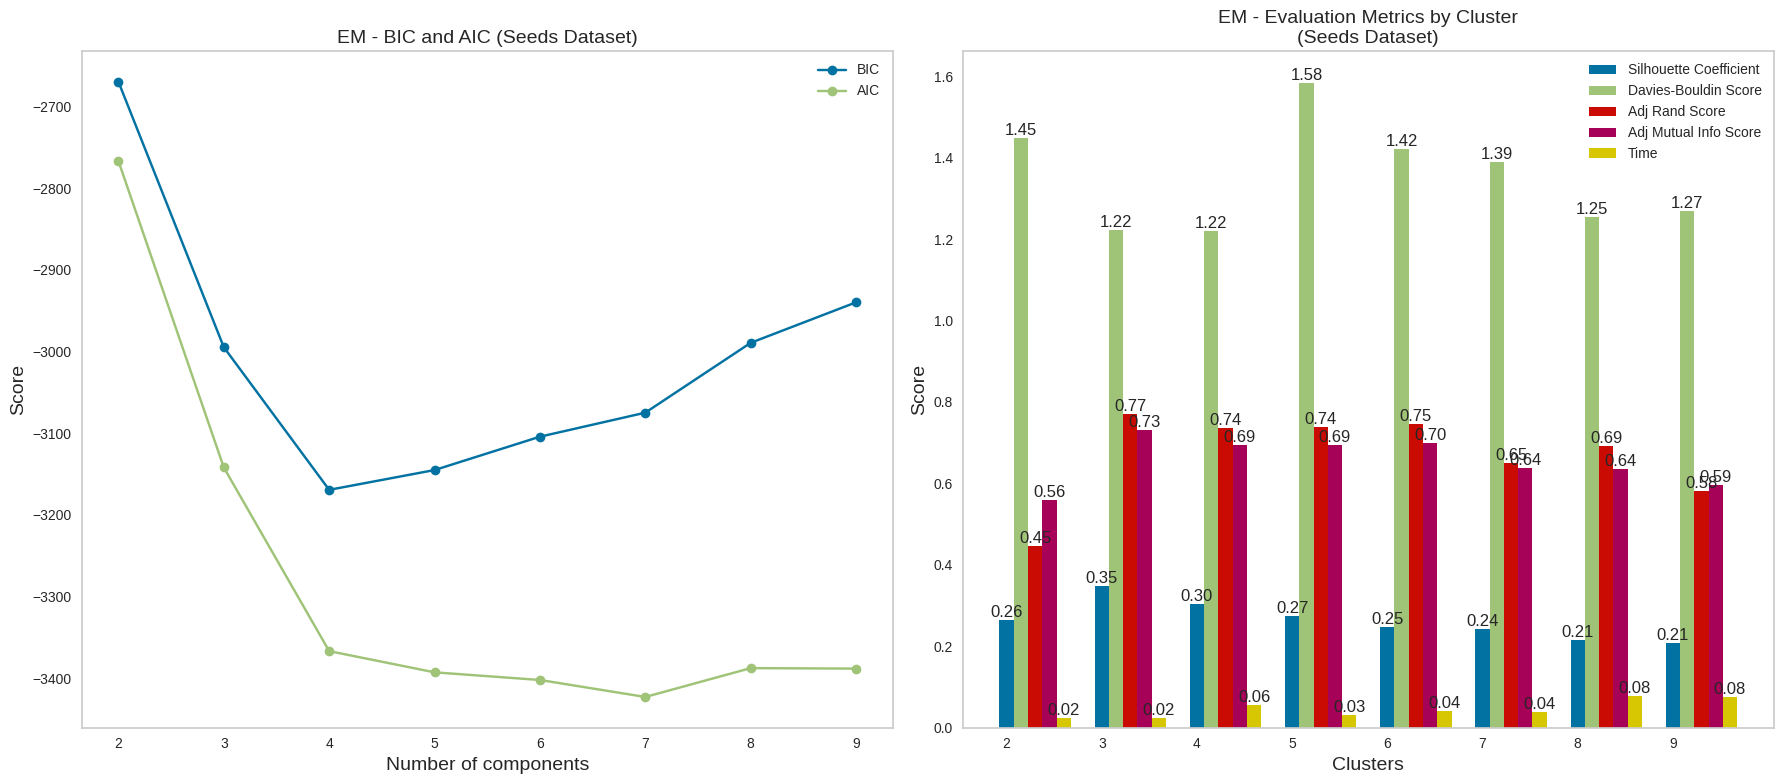 EM - BIC and AIC (Seeds Dataset)
BIC
AIC
−2700
−2800
−2900
−3000
−3100
−3200
−3300
−3400
Score
2 3 4 5 6 7 8 9
Number of components
EM - Evaluation Metrics by Cluster
(Seeds Dataset)
Silhouette Coefficient
Davies-Bouldin Score
Adj Rand Score
Adj Mutual Info Score
Time
1.6
1.4
1.2
1.0
0.8
0.6
0.4
0.2
0.0
Score
0.26 1.45 0.45 0.56 0.02
0.35 1.22 0.77 0.73 0.02
0.30 1.22 0.74 0.69 0.06
0.27 1.58 0.74 0.69 0.03
0.25 1.42 0.75 0.70 0.04
0.24 1.39 0.65 0.64 0.04
0.21 1.25 0.69 0.64 0.08
0.21 1.27 0.58 0.59 0.08
2 3 4 5 6 7 8 9
Clusters